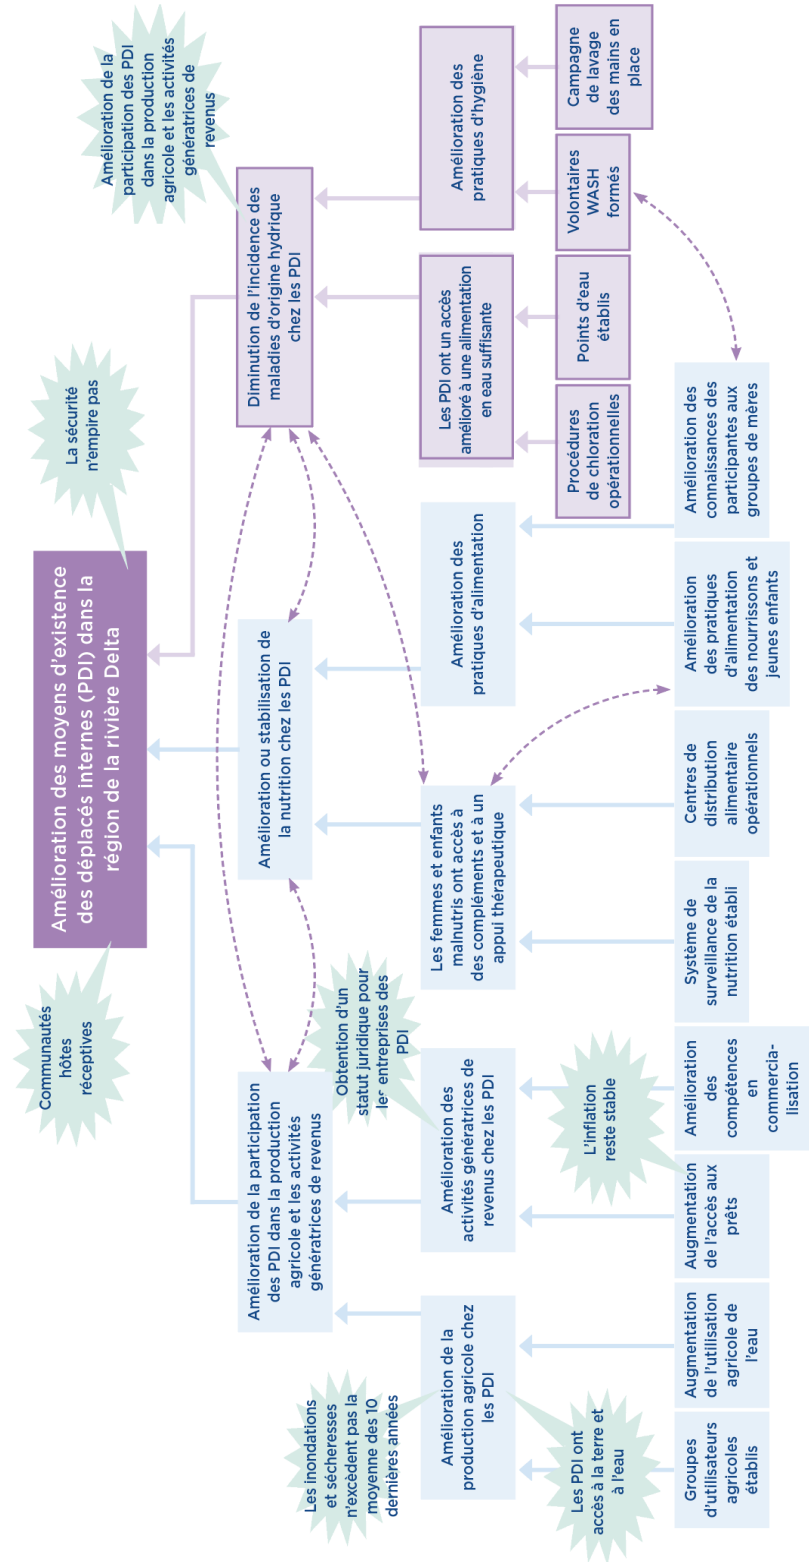 Communautés
hôtes
réceptives
Amélioration des moyens d’existence
des déplacés internes (PDI) dans la
région de la rivière Delta
La sécurité
n’empire pas
Amélioration de la
participation des PDI
dans la production
agricole et les activités
génératrices de
revenus
Amélioration de la participation
des PDI dans la production
agricole et les activités
génératrices de revenus
Amélioration ou stabilisation de
la nutrition chez les PDI
Diminution de l’incidence des
maladies d’origine hydrique
chez les PDI
Les inondations
et sécheresses
n’excèdent pas la
moyenne des 10
dernières années
Obtention d’un
statut juridique pour
les entreprises des
PDI
Amélioration de la
production agricole chez
les PDI
Amélioration des
activités génératrices de
revenus chez les PDI
Les femmes et enfants
malnutris ont accès à
des compléments et à un
appui thérapeutique
Amélioration des
pratiques d’alimentation
Les PDI ont un accès
amélioré à une alimentation
en eau suffisante
Amélioration des
pratiques d’hygiène
Les PDI ont
accès à la terre et
à l’eau
L’inflation
reste stable
Procédures
de chloration
opérationnelles
Points d’eau
établis
Volontaires
WASH
formés
Campagne
de lavage
des mains en
place
Groupes
d’utilisateurs
agricoles
établis
Augmentation
de l’utilisation
agricole de
l’eau
Augmentation
de l’accès aux
prêts
Amélioration
des
compétences
en
commercia-
lisation
Système de
surveillance de la
nutrition établi
Centres de
distribution
alimentaire
opérationnels
Amélioration
des pratiques
d’alimentation
des nourrissons et
jeunes enfants
Amélioration des
connaissances des
participantes aux
groupes de mères